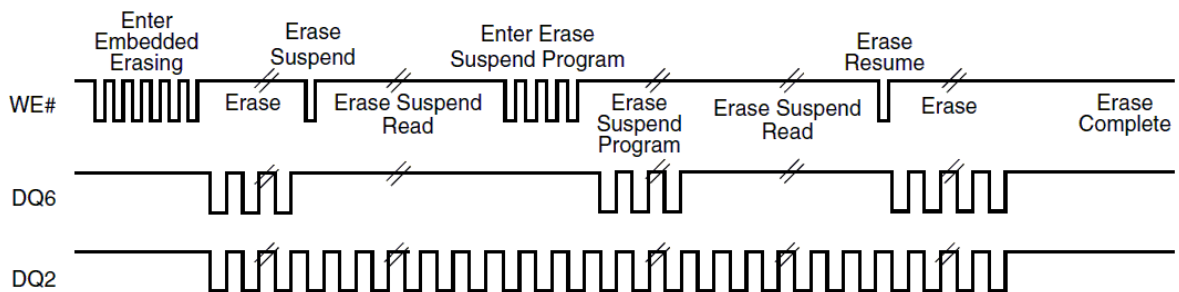 Enter
Embedded
Erasing
Erase
Suspend
Enter Erase
Suspend Program
Erase
Resume
WE#
Erase
Erase Suspend
Read
Erase
Suspend
Program
Erase Suspend
Read
Erase
Erase
Complete
DQ6
DQ2